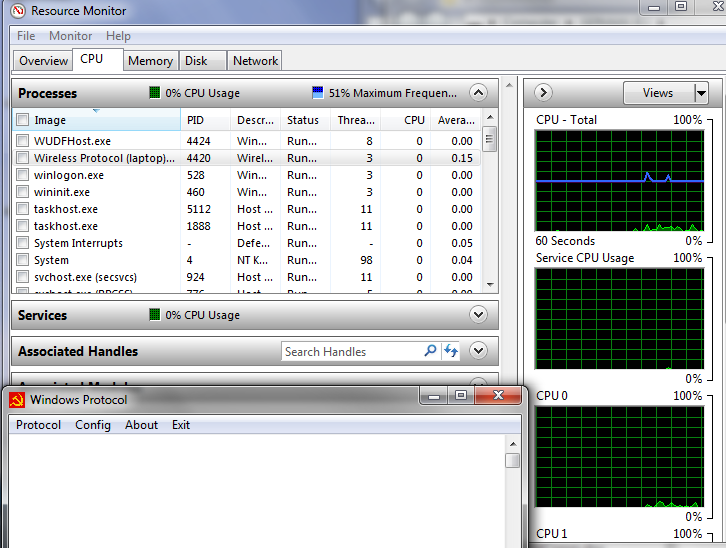 Resource Monitor
File Monitor Help
Overview CPU Memory Disk Network
Processes 0% CPU Usage 51% Maximum Frequen...
Image PID Descr... Status Threa... CPU Avera...
WUDFHost.exe 4424 Win... Run... 8 0 0.00
Wireless Protocol (laptop)... 4420 Wirel... Run... 3 0 0.15
winlogon.exe 528 Win... Run... 3 0 0.00
wininit.exe 460 Win... Run... 3 0 0.00
taskhost.exe 5112 Host ... Run... 11 0 0.00
taskhost.exe 1888 Host ... Run... 11 0 0.00
System Interrupts - Defe... Run... - 0 0.05
System 4 NT K... Run... 98 0 0.04
svchost.exe (secsvcs) 924 Host ... Run... 11 0 0.00
Services 0% CPU Usage
Associated Handles Search Handles
Views
CPU - Total 100%
60 Seconds 0%
Service CPU Usage 100%
0%
CPU 0 100%
0%
CPU 1 100%
Windows Protocol
Protocol Config About Exit